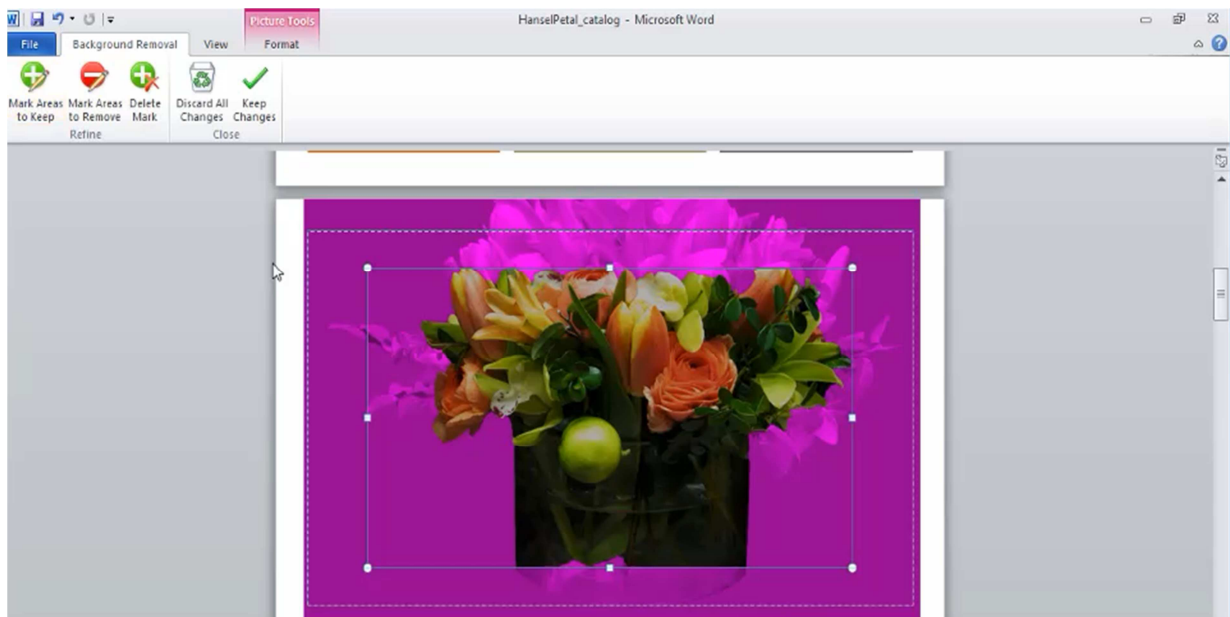 W
Picture Tools
HanselPetal_catalog - Microsoft Word
File
Background Removal
View
Format
Mark Areas
to Keep
Mark Areas
to Remove
Delete
Mark
Discard All
Changes
Keep
Changes
Refine
Close